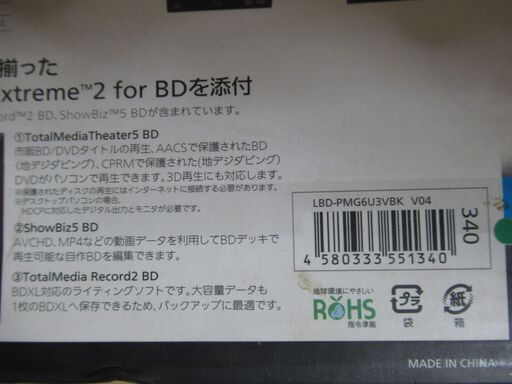 揃った
xtreme™2 for BDを添付
ord™2 BD、ShowBiz™5 BDが含まれています。
①TotalMediaTheater5 BD
市販BD/DVDタイトルの再生、AACSで保護されたBD
(地デジダビング)、CPRMで保護された(地デジダビング)
DVDがパソコンで再生できます。3D再生にも対応。
※保護されたディスクの再生にはインターネットに接続する必要があります。
※デスクトップパソコンの場合、
HDCPに対応したデジタル出力とモニタが必要です。
②ShowBiz5 BD
AVCHD、MP4などの動画データを利用してBDデッキで
再生可能な自作BDを編集できます。
③TotalMedia Record2 BD
BDXL対応のライティングソフトです。大容量データも
1枚のBDXLへ保存できるため、バックアップに最適です。
LBD-PMG6U3VBK V04
4 580333 551340
340
地球環境にやさしい
RoHS
指令準拠
プラ
袋
紙
箱
MADE IN CHINA